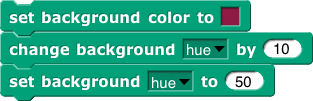 set background color to
change background hue by 10
set background hue to 50